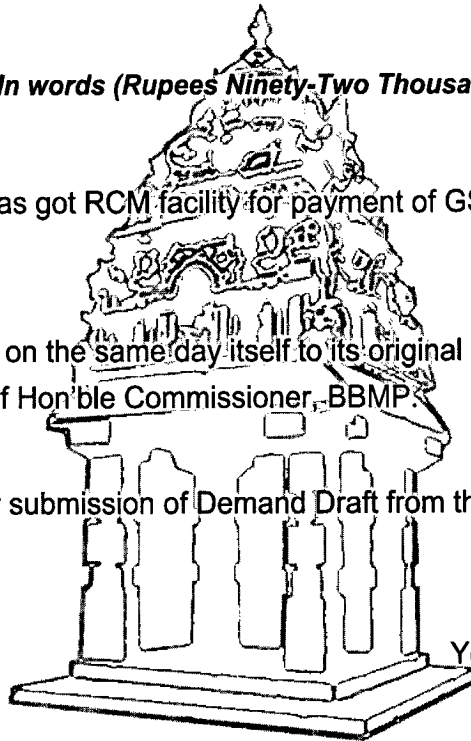 In words (Rupees Ninety-Two Thousa
as got RCM facility for payment of GS
on the same day itself to its original
f Hon'ble Commissioner, BBMP.
submission of Demand Draft from th